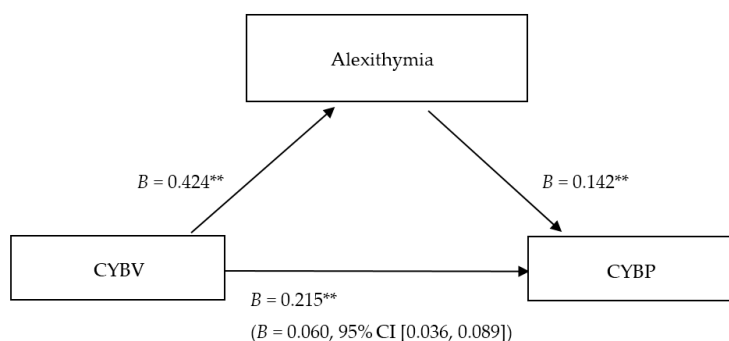 Alexithymia
B = 0.424**
B = 0.142**
CYBV
CYBP
B = 0.215**
(B = 0.060, 95% CI [0.036, 0.089])